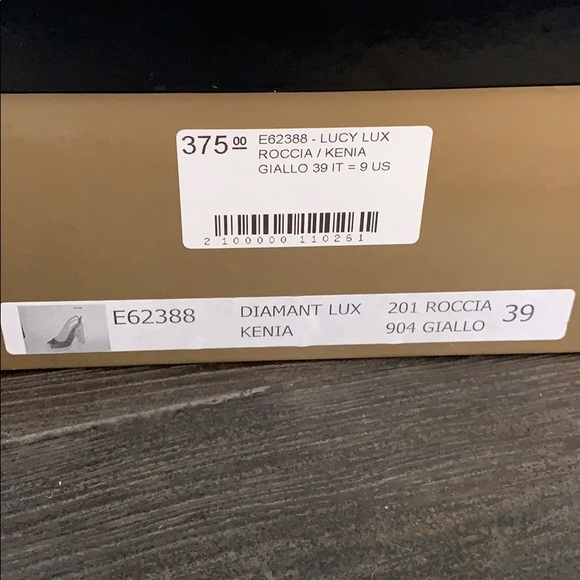 375 00
E62388 - LUCY LUX
ROCCIA / KENIA
GIALLO 39 IT = 9 US
2 100000 110261
E62388 DIAMANT LUX 201 ROCCIA 39
KENIA 904 GIALLO